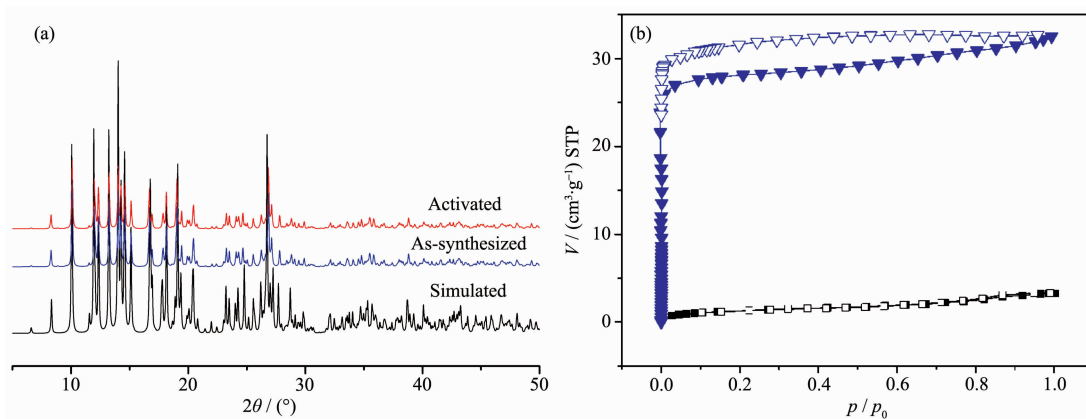 (a)
Activated
As-synthesized
Simulated
10 20 30 40 50
2θ / (°)
(b)
30
20
10
0
V / (cm³·g⁻¹) STP
0.0 0.2 0.4 0.6 0.8 1.0
p / p₀